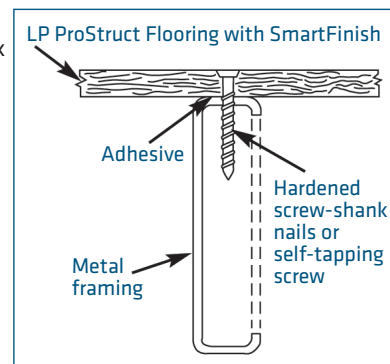 x
LP ProStruct Flooring with SmartFinish
Adhesive
Hardened
screw-shank
nails or
self-tapping
screw
Metal
framing